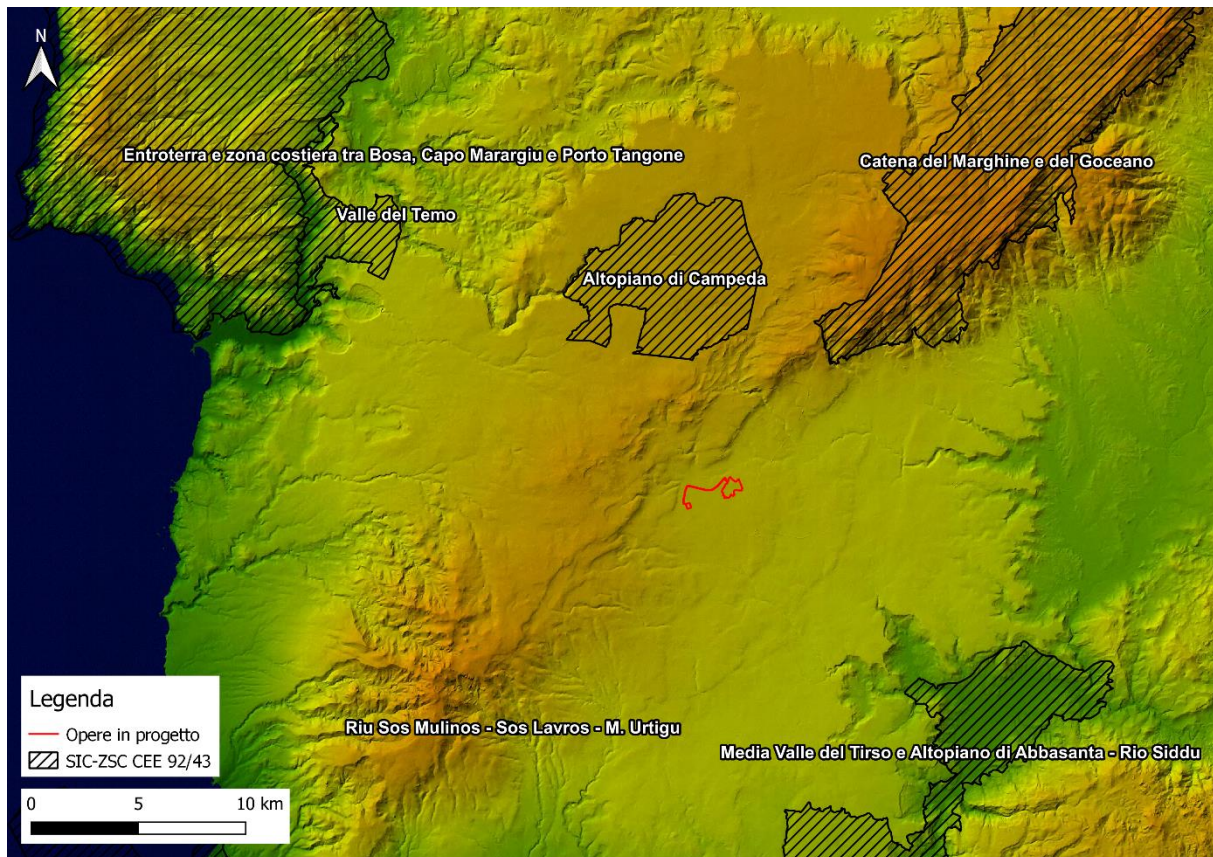 N
Entroterra e zona costiera tra Bosa, Capo Marargiu e Porto Tangone
Catena del Marghine e del Goceano
Valle del Temo
Altopiano di Campeda
Riu Sos Mulinos - Sos Lavros - M. Urtigu
Media Valle del Tirso e Altopiano di Abbasanta - Rio Siddu
Legenda
Opere in progetto
SIC-ZSC CEE 92/43
0 5 10 km